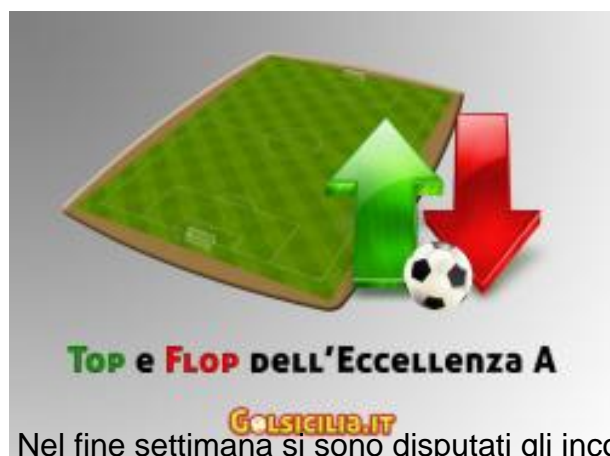 Top e Flop dell'Eccellenza A
GOLSICILIA.IT
Nel fine settimana si sono disputati gli inco